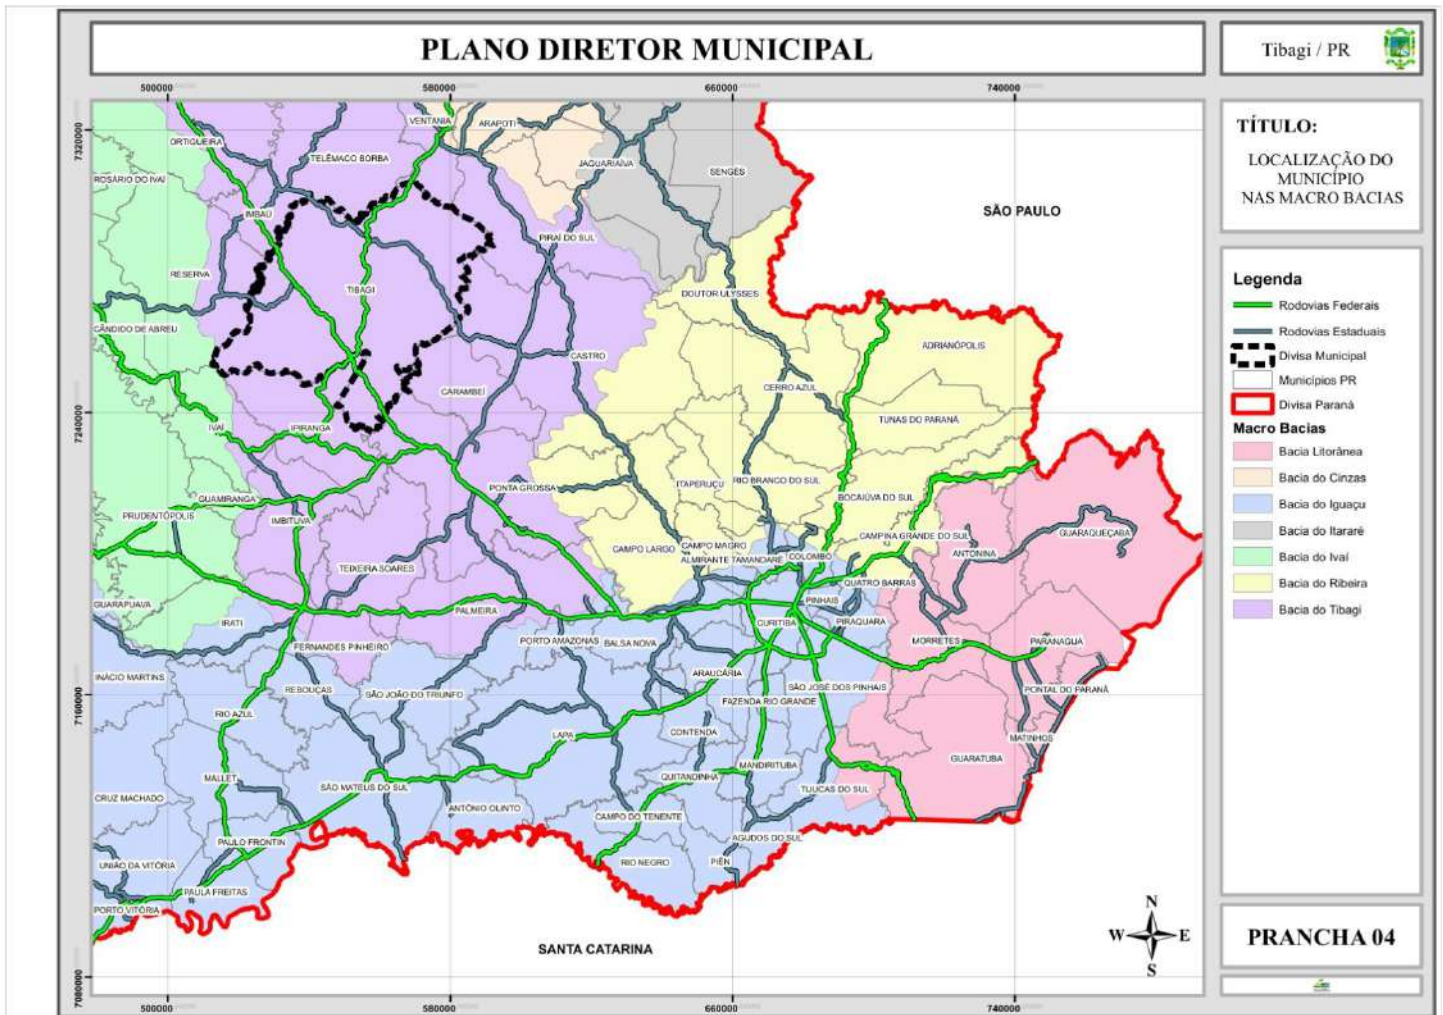 PLANO DIRETOR MUNICIPAL
Tibagi / PR
TÍTULO:
LOCALIZAÇÃO DO
MUNICÍPIO
NAS MACRO BACIAS
500000
580000
660000
740000
7320000
7240000
7160000
7080000
VENTANIA
ARAPOTI
ORTIGUEIRA
TELÊMACO BORBA
JAGUARIAÍVA
SENGÉS
ROSÁRIO DO IVAÍ
SÃO PAULO
IMBAÚ
PIRAÍ DO SUL
RESERVA
TIBAGI
DOUTOR ULYSSES
CÂNDIDO DE ABREU
ADRIANÓPOLIS
CASTRO
CARAMBEÍ
CERRO AZUL
TUNAS DO PARANÁ
IVAÍ
IPIRANGA
PONTA GROSSA
ITAPERUÇU
RIO BRANCO DO SUL
GUAMIRANGA
BOCAIÚVA DO SUL
PRUDENTÓPOLIS
IMBITUVA
GUARAQUEÇABA
CAMPINA GRANDE DO SUL
CAMPO LARGO
CAMPO MAGRO
ANTONINA
ALMIRANTE TAMANDARÉ
COLOMBO
TEIXEIRA SOARES
QUATRO BARRAS
GUARAPUAVA
PALMEIRA
PINHAIS
IRATI
CURITIBA
PIRAQUARA
FERNANDES PINHEIRO
PORTO AMAZONAS
BALSA NOVA
MORRETES
PARANAGUÁ
INÁCIO MARTINS
ARAUCÁRIA
REBOUÇAS
SÃO JOÃO DO TRIUNFO
SÃO JOSÉ DOS PINHAIS
PONTAL DO PARANÁ
RIO AZUL
FAZENDA RIO GRANDE
LAPA
CONTENDA
MATINHOS
GUARATUBA
MALLET
QUITANDINHA
MANDIRITUBA
SÃO MATEUS DO SUL
TIJUCAS DO SUL
CRUZ MACHADO
ANTÔNIO OLINTO
CAMPO DO TENENTE
PAULO FRONTIN
AGUDOS DO SUL
UNIÃO DA VITÓRIA
RIO NEGRO
PIÊN
PAULA FREITAS
PORTO VITÓRIA
SANTA CATARINA
N
W
E
S
500000
580000
660000
740000
Legenda
Rodovias Federais
Rodovias Estaduais
Divisa Municipal
Municípios PR
Divisa Paraná
Macro Bacias
Bacia Litorânea
Bacia do Cinzas
Bacia do Iguaçu
Bacia do Itararé
Bacia do Ivaí
Bacia do Ribeira
Bacia do Tibagi
PRANCHA 04